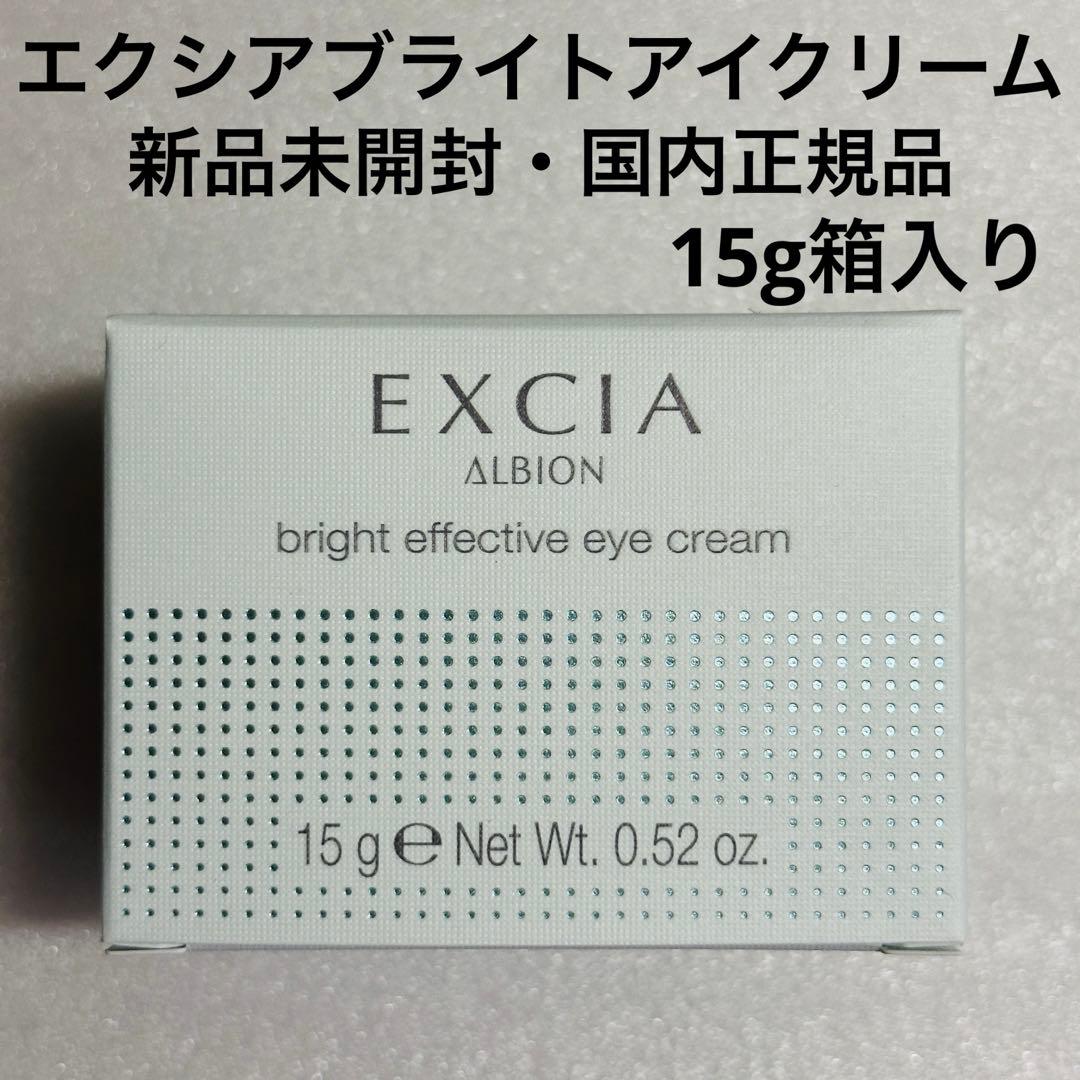 エクシアブライトアイクリーム
新品未開封・国内正規品
15g箱入り
EXCIA
ALBION
bright effective eye cream
15 g ℮ Net Wt. 0.52 oz.